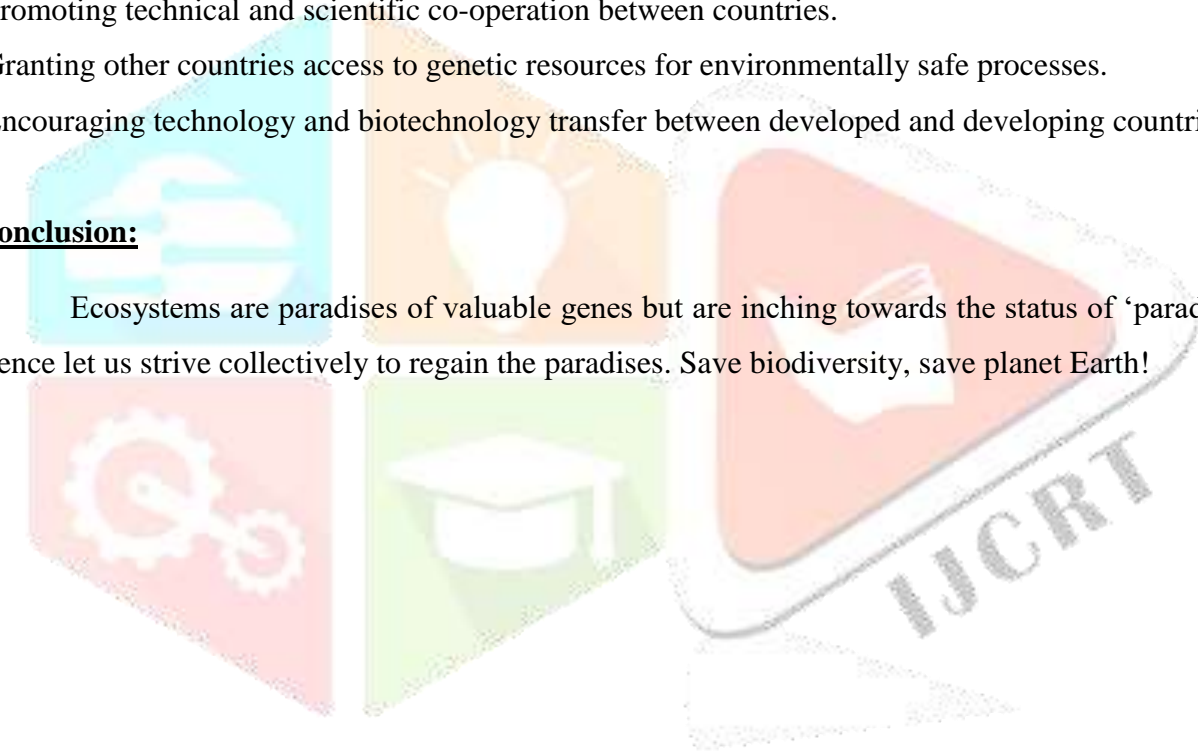 romoting technical and scientific co-operation between countries.
ranting other countries access to genetic resources for environmentally safe processes.
ncouraging technology and biotechnology transfer between developed and developing countri
onclusion:
Ecosystems are paradises of valuable genes but are inching towards the status of ‘parad
ence let us strive collectively to regain the paradises. Save biodiversity, save planet Earth!
IJCRT